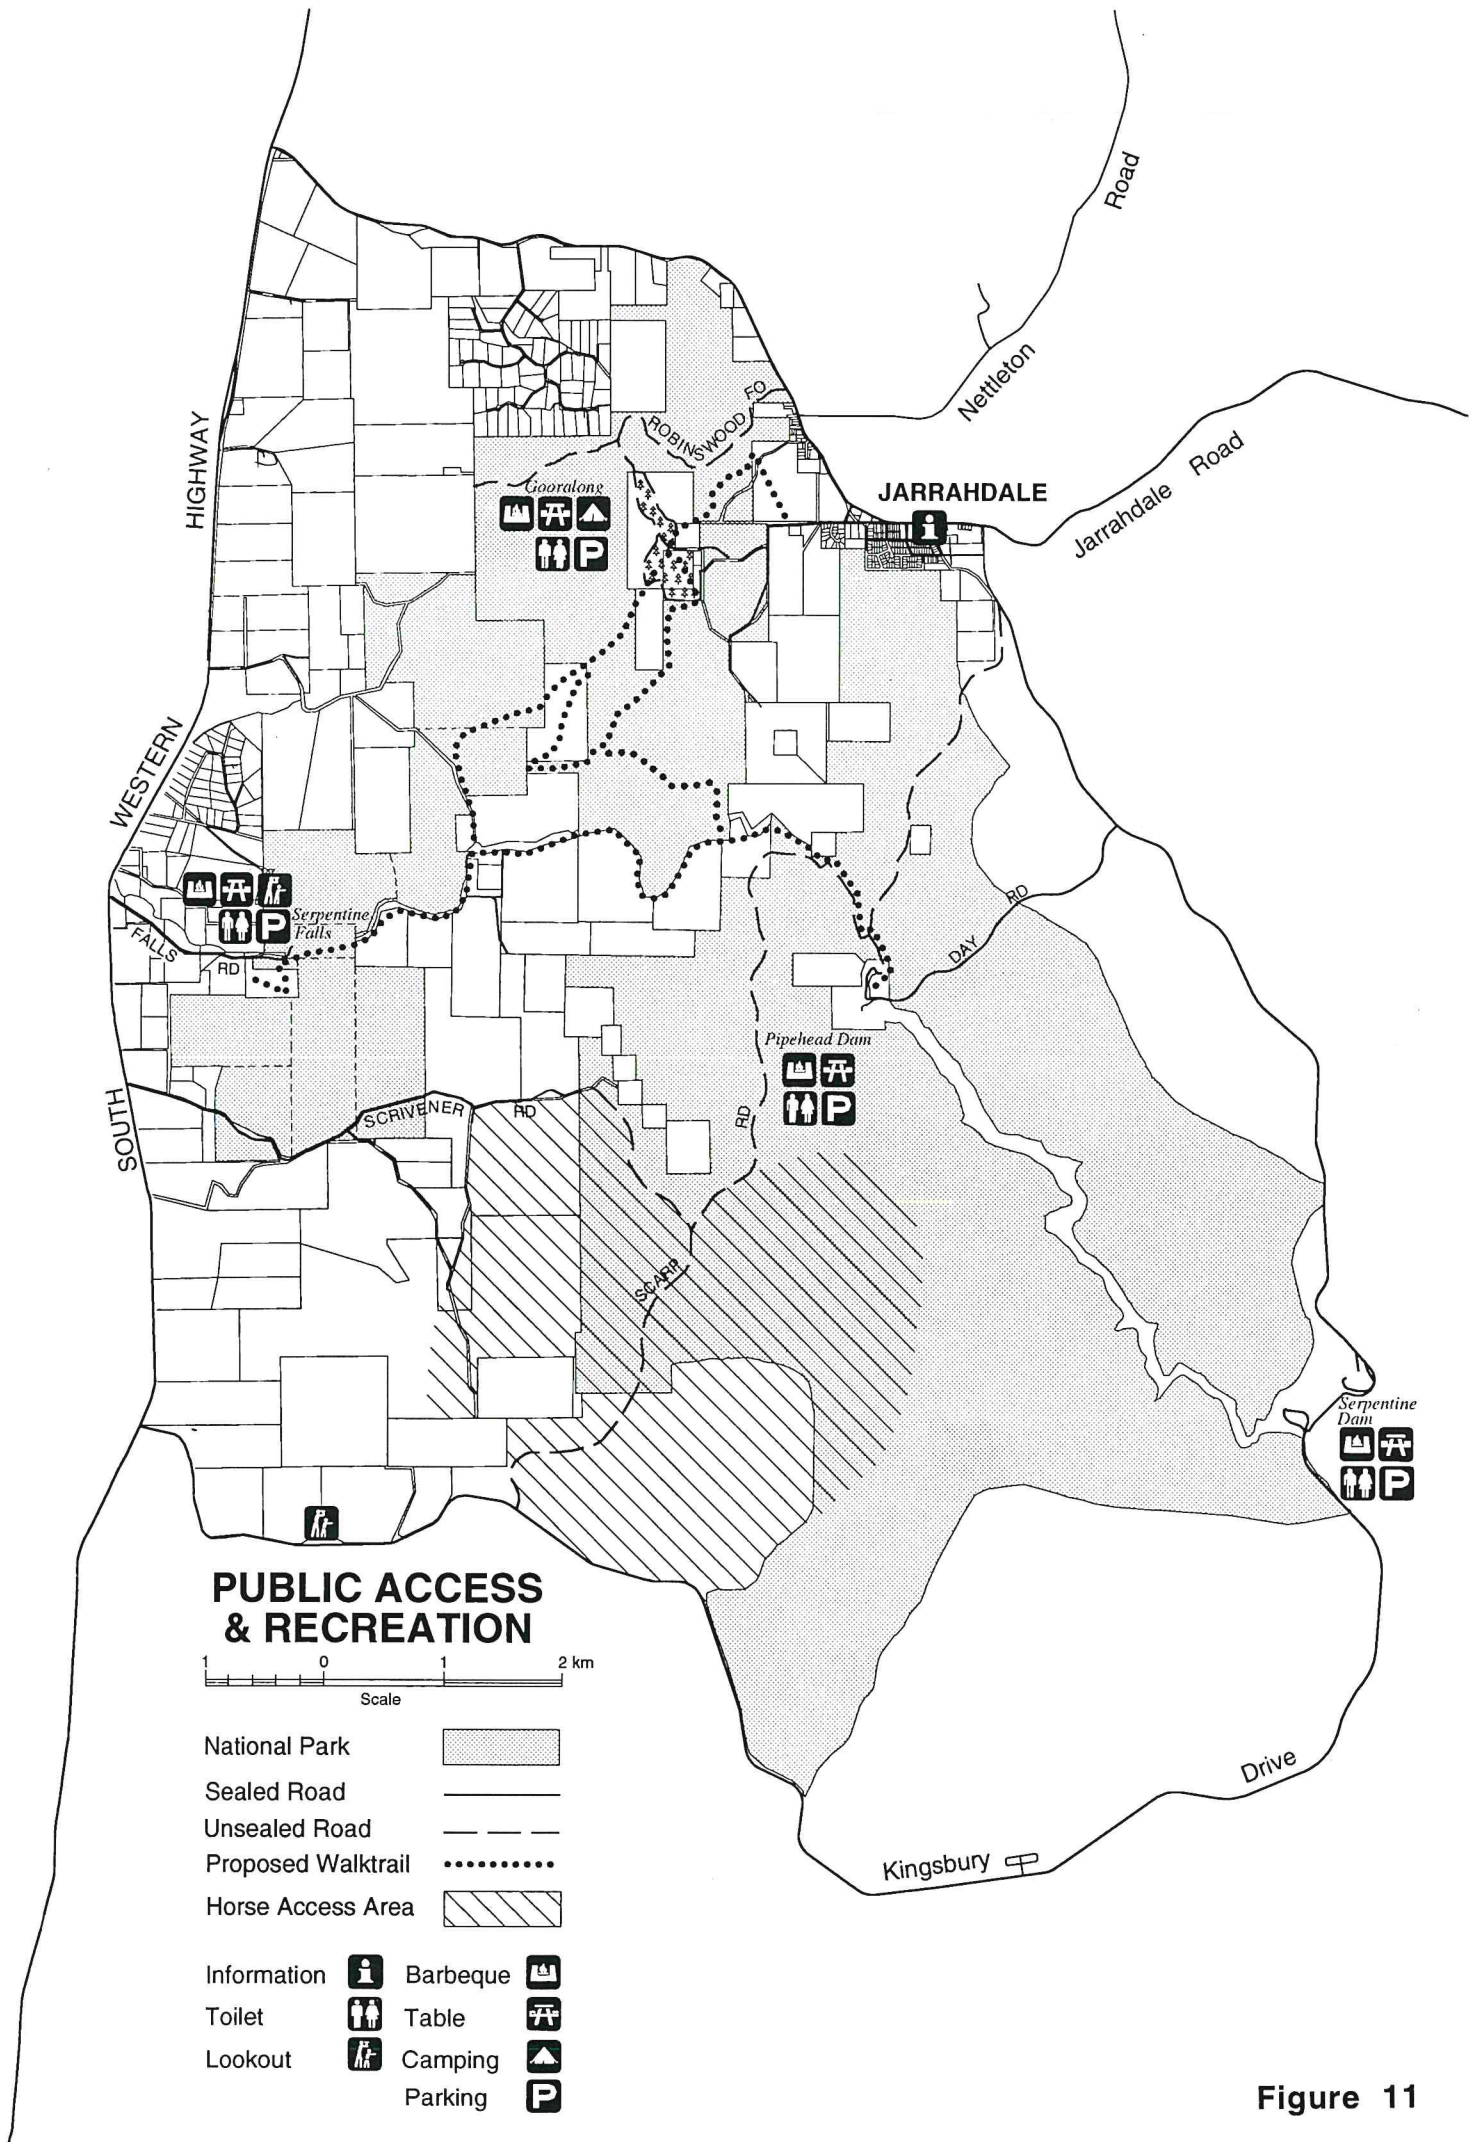 Road
Nettleton
ROBINSWOOD FO
HIGHWAY
Gooralong
P
JARRAHDALE
i
Jarrahdale Road
WESTERN
Serpentine
Falls
P
FALLS RD
DAY RD
Pipehead Dam
P
SCRIVENER RD
SOUTH
RD
SCARP
Serpentine
Dam
P
PUBLIC ACCESS
& RECREATION
1 0 1 2 km
Scale
National Park
Sealed Road
Unsealed Road
Proposed Walktrail
Horse Access Area
Information i Barbeque
Toilet Table
Lookout Camping
Parking P
Drive
Kingsbury
Figure 11